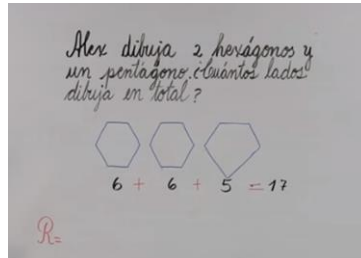 Alex dibuja 2 hexágonos y
un pentágono. ¿Cuántos lados
dibuja en total?
6 + 6 + 5 = 17
R=